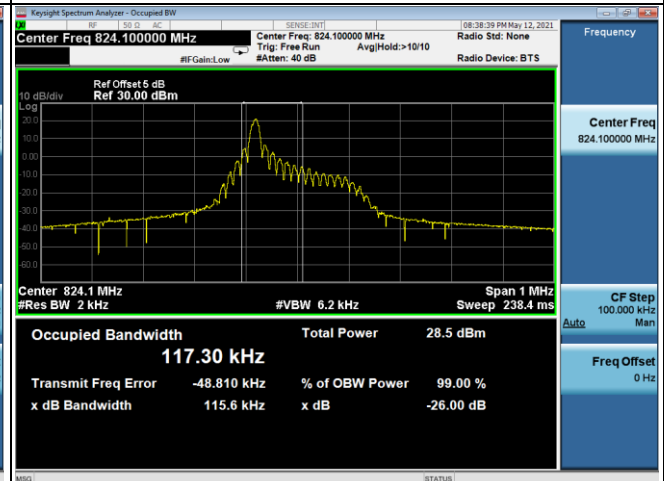 Keysight Spectrum Analyzer - Occupied BW
RF 50 Ω AC SENSE:INT 08:38:39 PM May 12, 2021
Center Freq 824.100000 MHz Center Freq: 824.100000 MHz Radio Std: None Frequency
Trig: Free Run Avg|Hold:>10/10
#IFGain:Low #Atten: 40 dB Radio Device: BTS
Ref Offset 5 dB
10 dB/div Ref 30.00 dBm
Log
20.0
10.0
0.00
-10.0
-20.0
-30.0
-40.0
-50.0
-60.0
Center Freq
824.100000 MHz
Center 824.1 MHz Span 1 MHz
#Res BW 2 kHz #VBW 6.2 kHz Sweep 238.4 ms
CF Step
100.000 kHz
Auto Man
Occupied Bandwidth Total Power 28.5 dBm
117.30 kHz
Transmit Freq Error -48.810 kHz % of OBW Power 99.00 %
x dB Bandwidth 115.6 kHz x dB -26.00 dB
Freq Offset
0 Hz
MSG STATUS